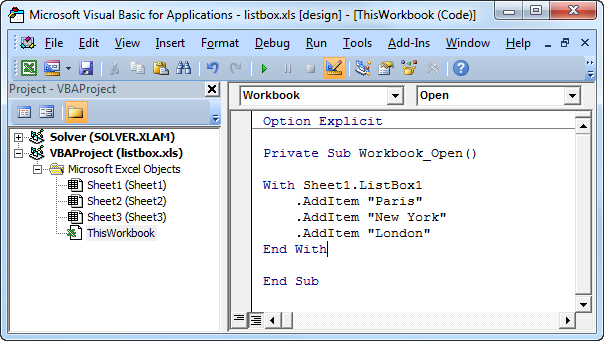 Microsoft Visual Basic for Applications - listbox.xls [design] - [ThisWorkbook (Code)]
File Edit View Insert Format Debug Run Tools Add-Ins Window Help
Project - VBAProject
Solver (SOLVER.XLAM)
VBAProject (listbox.xls)
Microsoft Excel Objects
Sheet1 (Sheet1)
Sheet2 (Sheet2)
Sheet3 (Sheet3)
ThisWorkbook
Workbook Open
Option Explicit
Private Sub Workbook_Open()
With Sheet1.ListBox1
.AddItem "Paris"
.AddItem "New York"
.AddItem "London"
End With
End Sub